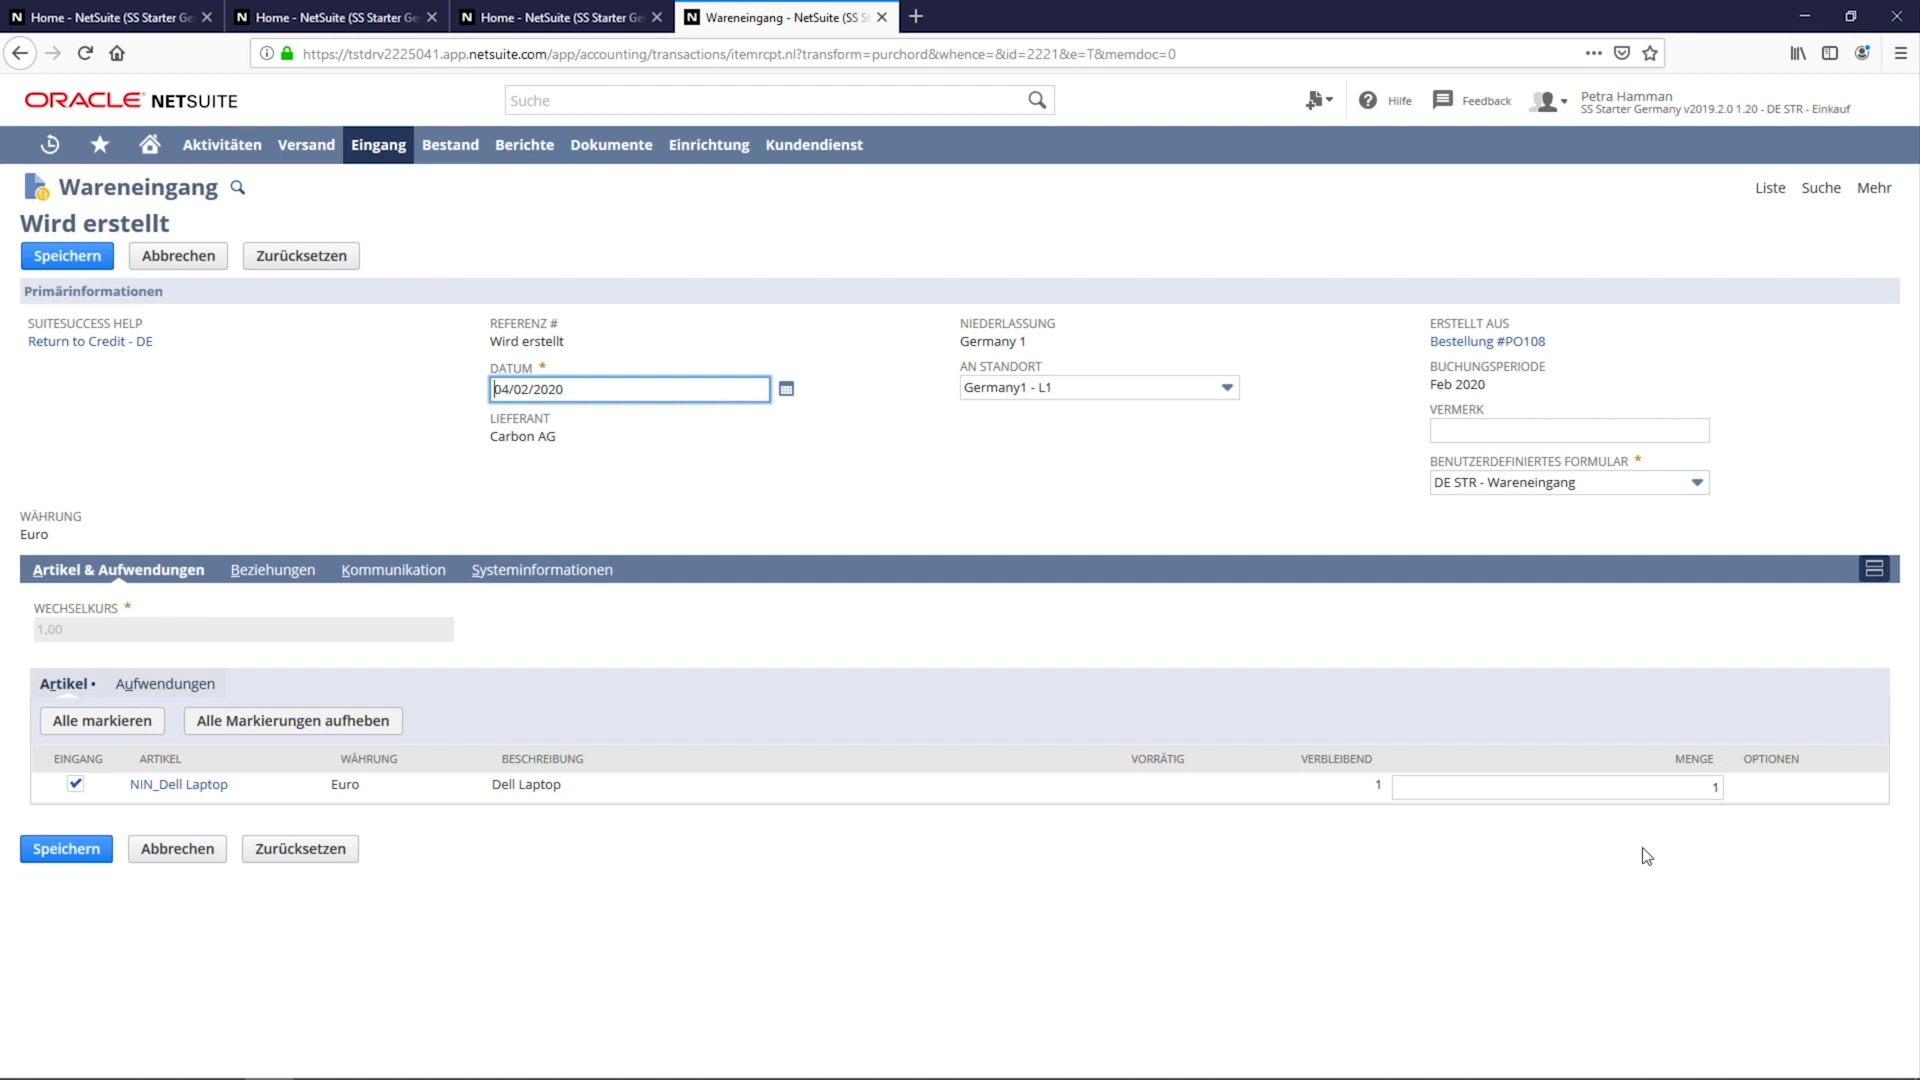 Home - NetSuite (SS Starter Ge
Home - NetSuite (SS Starter Ge
Home - NetSuite (SS Starter Ge
Wareneingang - NetSuite (SS St
https://tstdrv2225041.app.netsuite.com/app/accounting/transactions/itemrcpt.nl?transform=purchord&whence=&id=2221&e=T&memdoc=0
ORACLE NETSUITE
Suche
Hilfe
Feedback
Petra Hamman
SS Starter Germany v2019.2.0 1.20 - DE STR - Einkauf
Aktivitäten Versand Eingang Bestand Berichte Dokumente Einrichtung Kundendienst
Wareneingang
Liste Suche Mehr
Wird erstellt
Speichern Abbrechen Zurücksetzen
Primärinformationen
SUITESUCCESS HELP
Return to Credit - DE
REFERENZ #
Wird erstellt
DATUM *
04/02/2020
LIEFERANT
Carbon AG
NIEDERLASSUNG
Germany 1
AN STANDORT
Germany1 - L1
ERSTELLT AUS
Bestellung #PO108
BUCHUNGSPERIODE
Feb 2020
VERMERK
BENUTZERDEFINIERTES FORMULAR *
DE STR - Wareneingang
WÄHRUNG
Euro
Artikel & Aufwendungen Beziehungen Kommunikation Systeminformationen
WECHSELKURS *
1,00
Artikel • Aufwendungen
Alle markieren Alle Markierungen aufheben
EINGANG ARTIKEL WÄHRUNG BESCHREIBUNG VORRÄTIG VERBLEIBEND MENGE OPTIONEN
NIN_Dell Laptop Euro Dell Laptop 1 1
Speichern Abbrechen Zurücksetzen